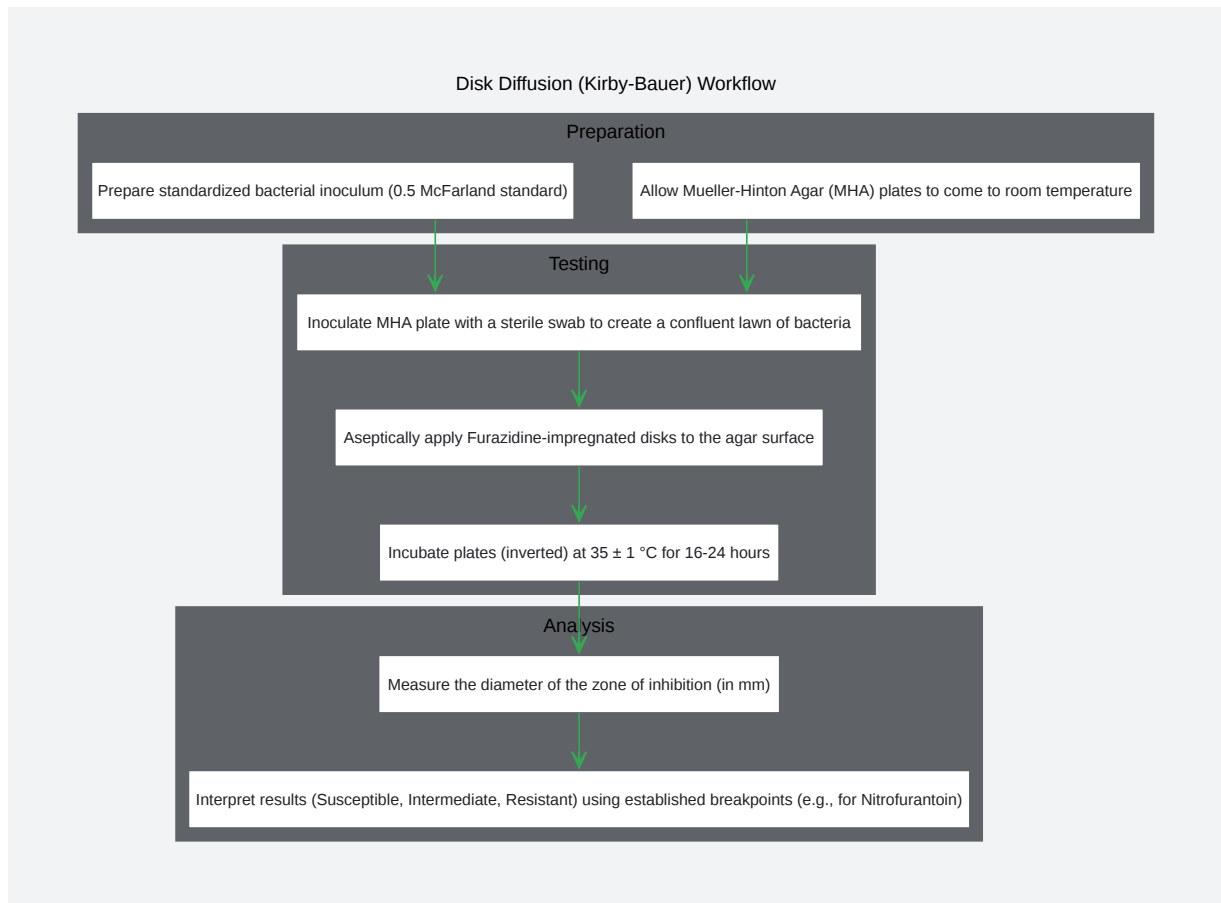 Disk Diffusion (Kirby-Bauer) Workflow
Preparation
Prepare standardized bacterial inoculum (0.5 McFarland standard)
Allow Mueller-Hinton Agar (MHA) plates to come to room temperature
Testing
Inoculate MHA plate with a sterile swab to create a confluent lawn of bacteria
Aseptically apply Furazidine-impregnated disks to the agar surface
Incubate plates (inverted) at 35 ± 1 °C for 16-24 hours
Analysis
Measure the diameter of the zone of inhibition (in mm)
Interpret results (Susceptible, Intermediate, Resistant) using established breakpoints (e.g., for Nitrofurantoin)